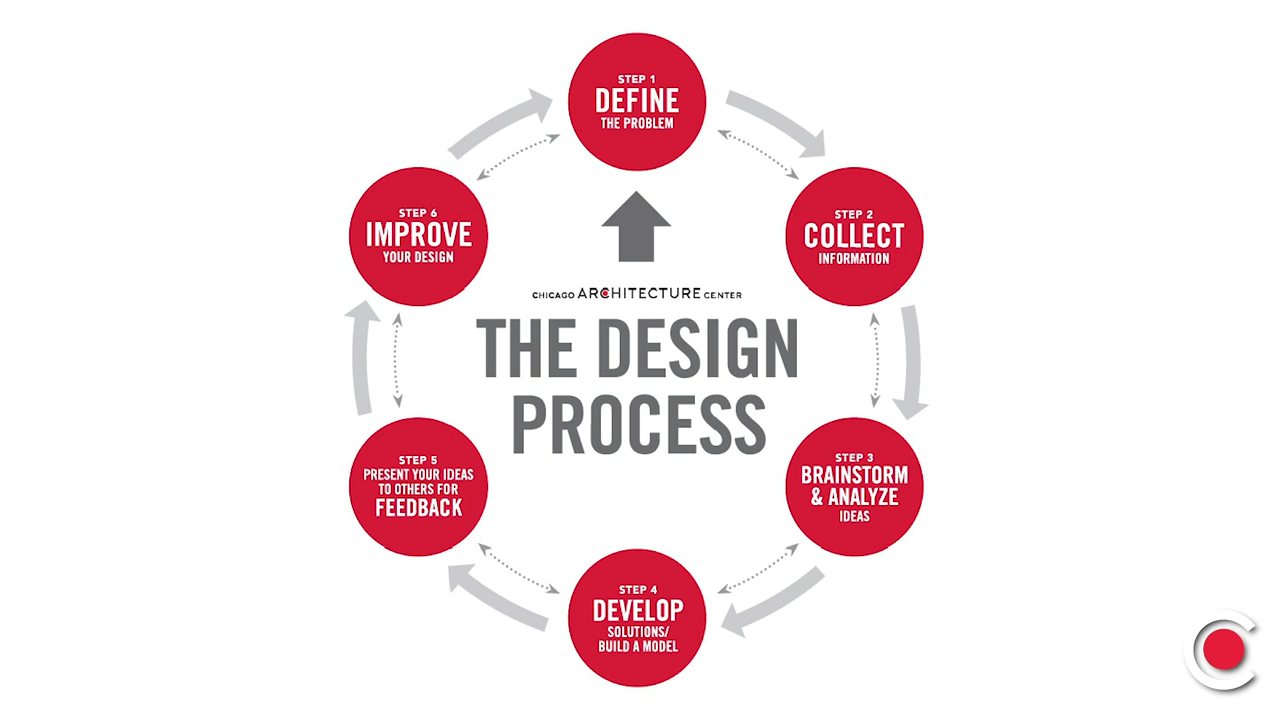 STEP 1
DEFINE
THE PROBLEM
STEP 2
COLLECT
INFORMATION
STEP 3
BRAINSTORM
& ANALYZE
IDEAS
STEP 4
DEVELOP
SOLUTIONS/
BUILD A MODEL
STEP 5
PRESENT YOUR IDEAS
TO OTHERS FOR
FEEDBACK
STEP 6
IMPROVE
YOUR DESIGN
CHICAGO ARCHITECTURE CENTER
THE DESIGN
PROCESS